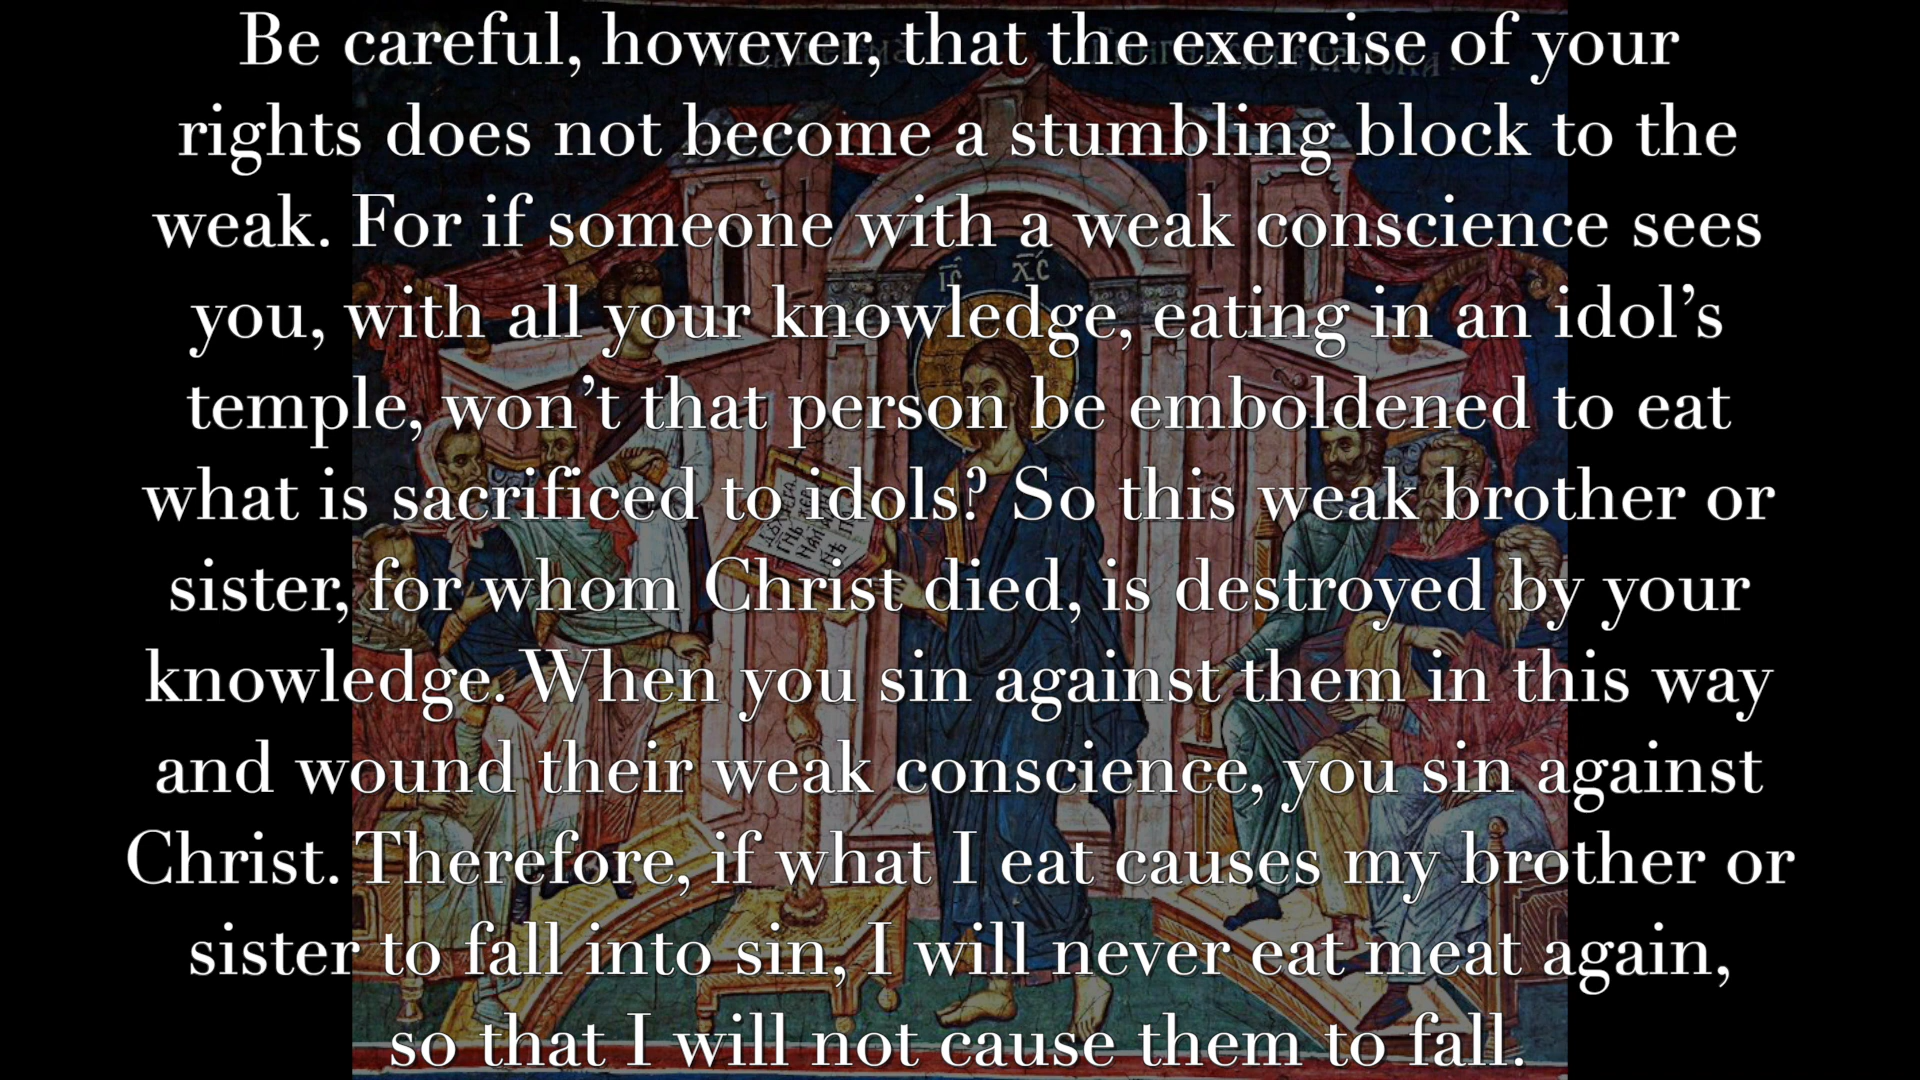 Be careful, however, that the exercise of your
rights does not become a stumbling block to the
weak. For if someone with a weak conscience sees
you, with all your knowledge, eating in an idol’s
temple, won’t that person be emboldened to eat
what is sacrificed to idols? So this weak brother or
sister, for whom Christ died, is destroyed by your
knowledge. When you sin against them in this way
and wound their weak conscience, you sin against
Christ. Therefore, if what I eat causes my brother or
sister to fall into sin, I will never eat meat again,
so that I will not cause them to fall.
І҃С Х҃С